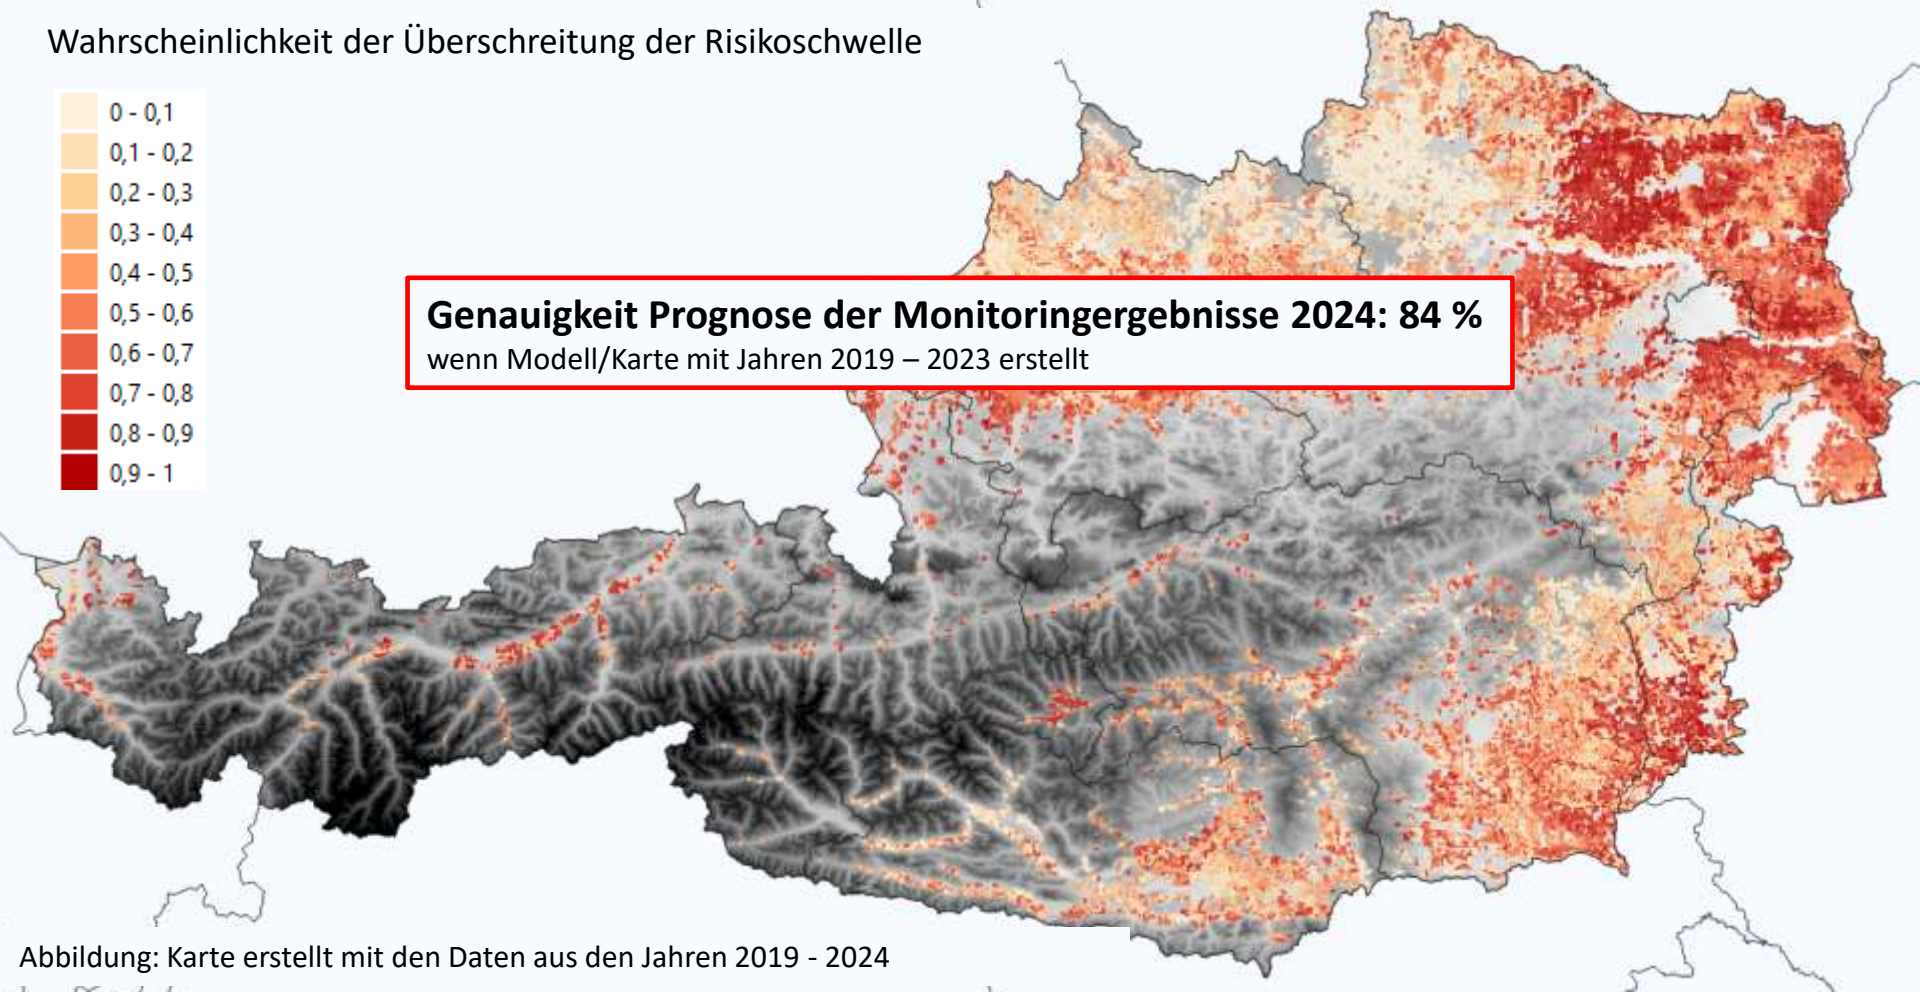 Wahrscheinlichkeit der Überschreitung der Risikoschwelle
0 - 0,1
0,1 - 0,2
0,2 - 0,3
0,3 - 0,4
0,4 - 0,5
0,5 - 0,6
0,6 - 0,7
0,7 - 0,8
0,8 - 0,9
0,9 - 1
Genauigkeit Prognose der Monitoringergebnisse 2024: 84 %
wenn Modell/Karte mit Jahren 2019 – 2023 erstellt
Abbildung: Karte erstellt mit den Daten aus den Jahren 2019 - 2024